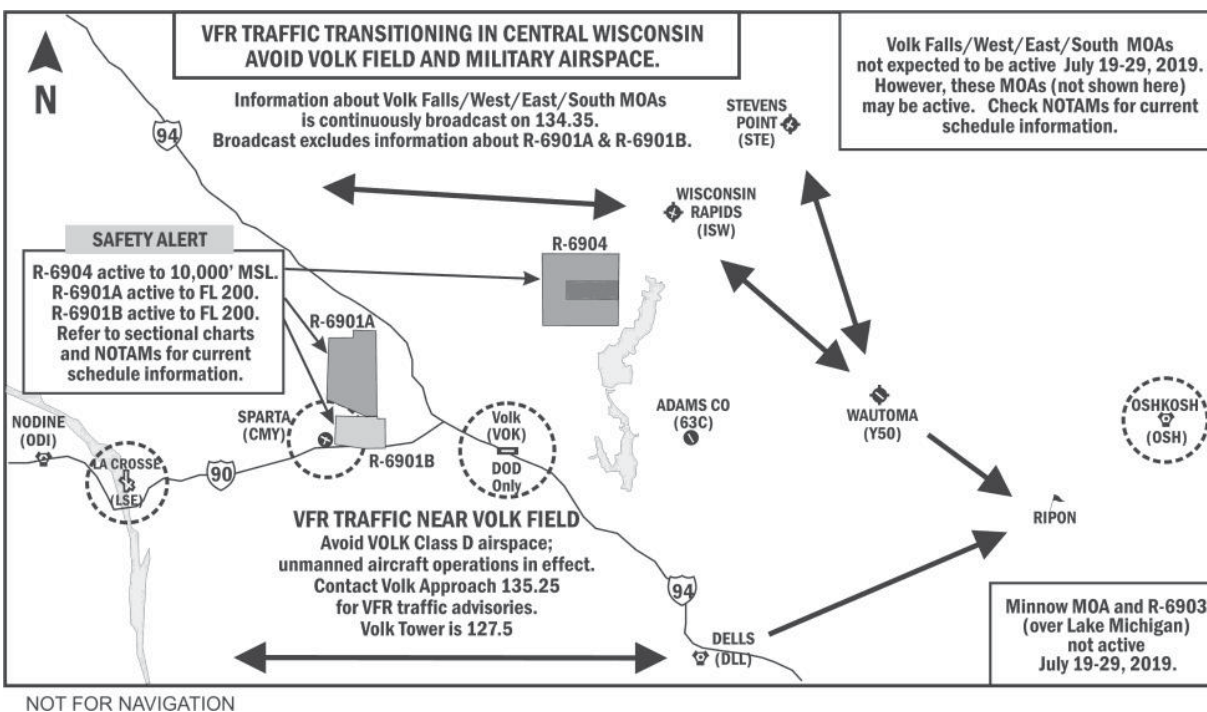 VFR TRAFFIC TRANSITIONING IN CENTRAL WISCONSIN
AVOID VOLK FIELD AND MILITARY AIRSPACE.
Volk Falls/West/East/South MOAs
not expected to be active July 19-29, 2019.
However, these MOAs (not shown here)
may be active. Check NOTAMs for current
schedule information.
N
Information about Volk Falls/West/East/South MOAs
is continuously broadcast on 134.35.
Broadcast excludes information about R-6901A & R-6901B.
94
STEVENS
POINT
(STE)
WISCONSIN
RAPIDS
(ISW)
SAFETY ALERT
R-6904 active to 10,000' MSL.
R-6901A active to FL 200.
R-6901B active to FL 200.
Refer to sectional charts
and NOTAMs for current
schedule information.
R-6904
R-6901A
NODINE
(ODI)
LA CROSSE
(LSE)
90
SPARTA
(CMY)
R-6901B
Volk
(VOK)
DOD
Only
ADAMS CO
(63C)
WAUTOMA
(Y50)
OSHKOSH
(OSH)
RIPON
VFR TRAFFIC NEAR VOLK FIELD
Avoid VOLK Class D airspace;
unmanned aircraft operations in effect.
Contact Volk Approach 135.25
for VFR traffic advisories.
Volk Tower is 127.5
94
DELLS
(DLL)
Minnow MOA and R-6903
(over Lake Michigan)
not active
July 19-29, 2019.
NOT FOR NAVIGATION